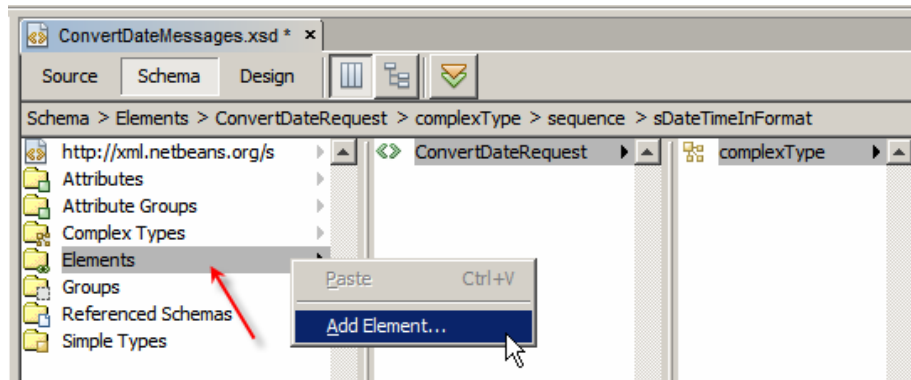 ConvertDateMessages.xsd * ×
Source Schema Design
Schema > Elements > ConvertDateRequest > complexType > sequence > sDateTimeInFormat
http://xml.netbeans.org/s ConvertDateRequest complexType
Attributes
Attribute Groups
Complex Types
Elements
Paste Ctrl+V
Groups
Referenced Schemas
Add Element...
Simple Types